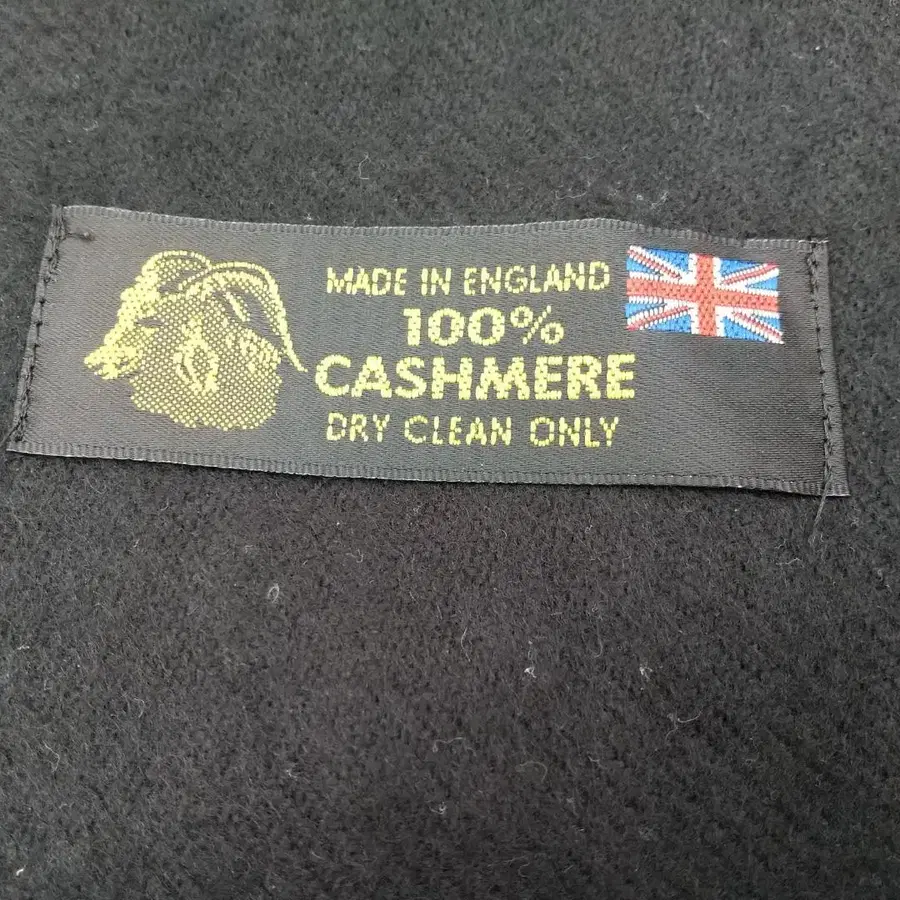 MADE IN ENGLAND
100%
CASHMERE
DRY CLEAN ONLY